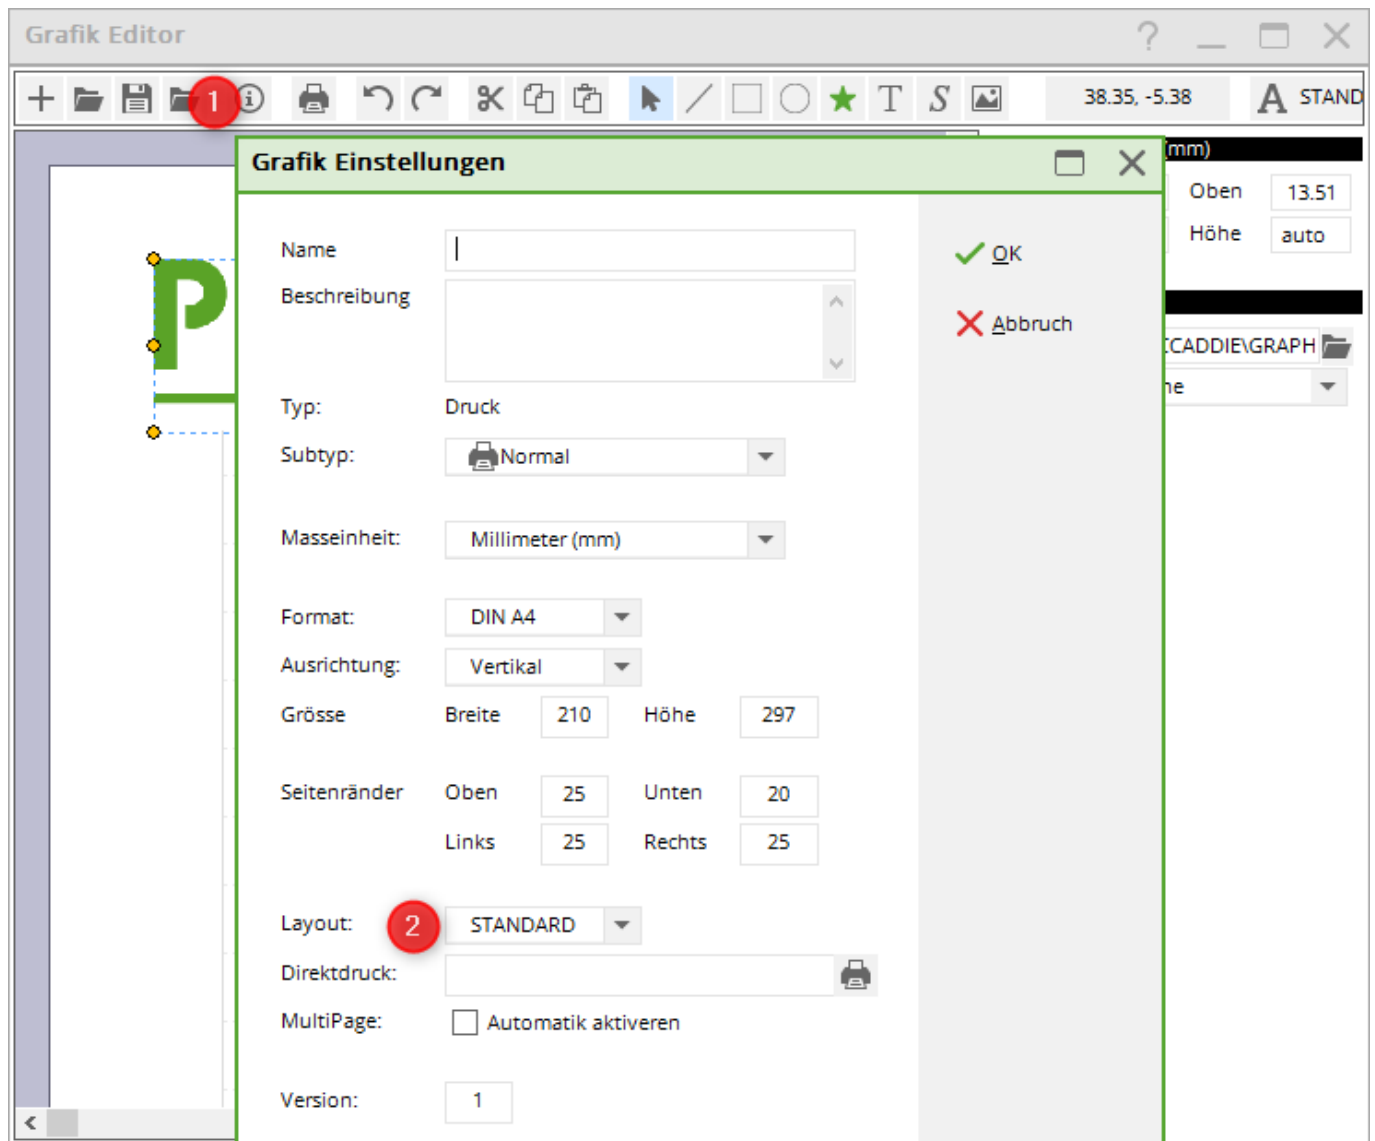 Grafik Editor
1 T S 38.35, -5.38 A STAND
Grafik Einstellungen
mm)
Oben 13.51
Höhe auto
P
Name
OK
Beschreibung
Abbruch
CADDIE\GRAPH
Typ: Druck
Subtyp: Normal
Masseinheit: Millimeter (mm)
Format: DIN A4
Ausrichtung: Vertikal
Grösse Breite 210 Höhe 297
Seitenränder Oben 25 Unten 20
Links 25 Rechts 25
Layout: 2 STANDARD
Direktdruck:
MultiPage: Automatik aktiveren
Version: 1